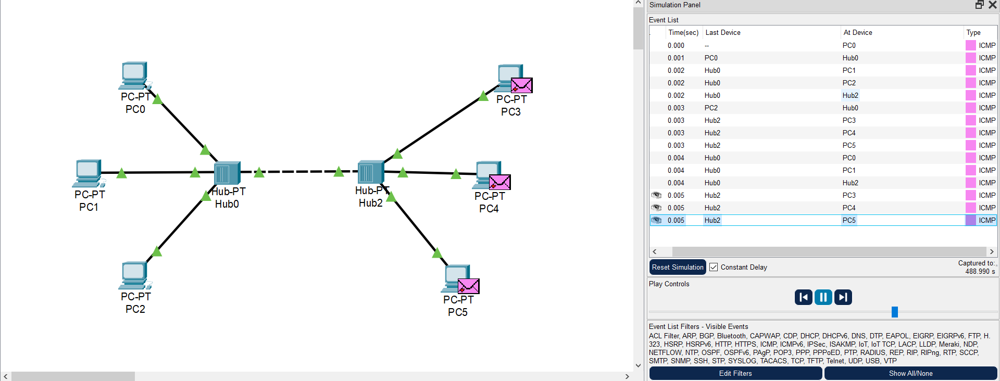 PC-PT
PC0
PC-PT
PC1
PC-PT
PC2
Hub-PT
Hub0
Hub-PT
Hub2
PC-PT
PC3
PC-PT
PC4
PC-PT
PC5
Simulation Panel
Event List
Time(sec) Last Device At Device Type
0.000 -- PC0 ICMP
0.001 PC0 Hub0 ICMP
0.002 Hub0 PC1 ICMP
0.002 Hub0 PC2 ICMP
0.002 Hub0 Hub2 ICMP
0.003 PC2 Hub0 ICMP
0.003 Hub2 PC3 ICMP
0.003 Hub2 PC4 ICMP
0.003 Hub2 PC5 ICMP
0.004 Hub0 PC0 ICMP
0.004 Hub0 PC1 ICMP
0.004 Hub0 Hub2 ICMP
0.005 Hub2 PC3 ICMP
0.005 Hub2 PC4 ICMP
0.005 Hub2 PC5 ICMP
Reset Simulation Constant Delay
Captured to:
488.990 s
Play Controls
Event List Filters - Visible Events
ACL Filter, ARP, BGP, Bluetooth, CAPWAP, CDP, DHCP, DHCPv6, DNS, DTP, EAPOL, EIGRP, EIGRPv6, FTP, H.
323, HSRP, HSRPv6, HTTP, HTTPS, ICMP, ICMPv6, IPSec, ISAKMP, IoT, IoT TCP, LACP, LLDP, Meraki, NDP,
NETFLOW, NTP, OSPF, OSPFv6, PAgP, POP3, PPP, PPPoED, PTP, RADIUS, REP, RIP, RIPng, RTP, SCCP,
SMTP, SNMP, SSH, STP, SYSLOG, TACACS, TCP, TFTP, Telnet, UDP, USB, VTP
Edit Filters Show All/None